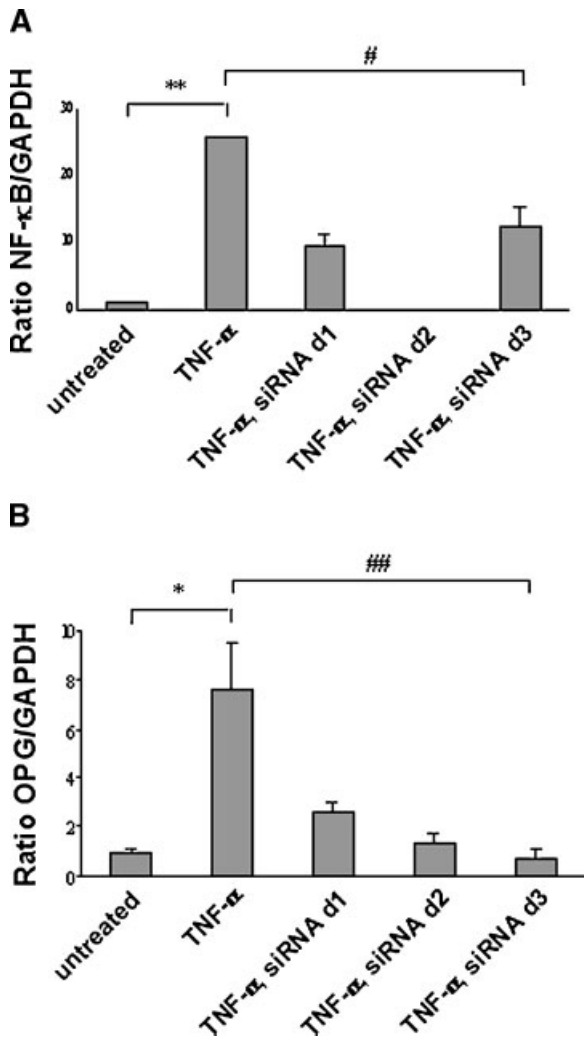 A
#
**
Ratio NF-κB/GAPDH
30
20
10
0
untreated
TNF-α
TNF-α, siRNA d1
TNF-α, siRNA d2
TNF-α, siRNA d3
B
##
*
Ratio OPG/GAPDH
10
8
6
4
2
0
untreated
TNF-α
TNF-α, siRNA d1
TNF-α, siRNA d2
TNF-α, siRNA d3